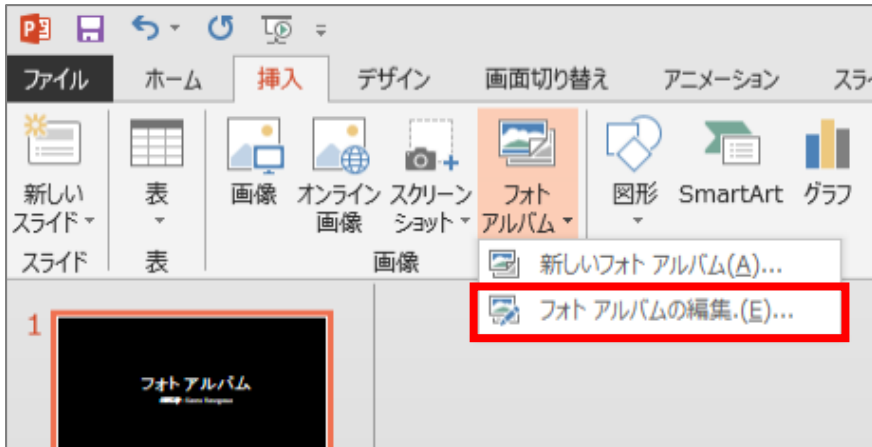 ファイル ホーム 挿入 デザイン 画面切り替え アニメーション スラ
新しい
スライド
表
画像
オンライン
画像
スクリーン
ショット
フォト
アルバム
図形
SmartArt
グラフ
スライド 表 画像
新しいフォト アルバム(A)...
フォト アルバムの編集.(E)...
1
フォト アルバム